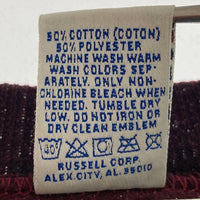 50% COTTON (COTON)
50% POLYESTER
MACHINE WASH WARM
WASH COLORS SEP-
ARATELY. ONLY NON-
CHLORINE BLEACH WHEN
NEEDED. TUMBLE DRY
LOW. DO NOT IRON OR
DRY CLEAN EMBLEM
40
RUSSELL CORP.
ALEX. CITY, AL. 35010